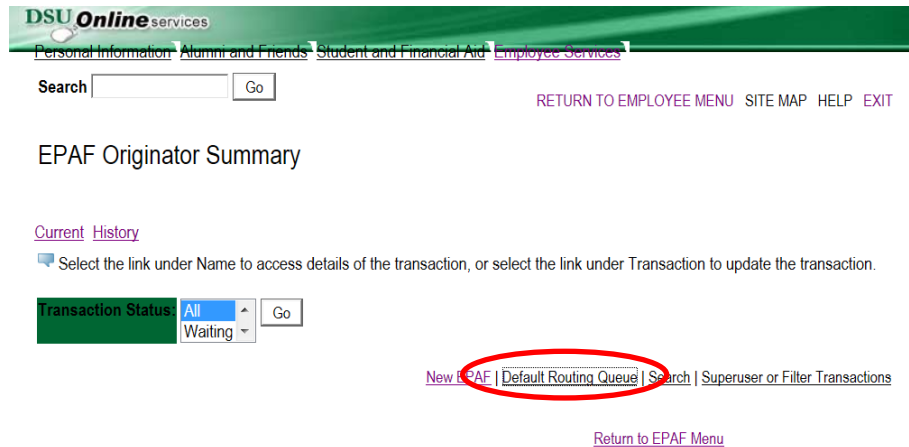 DSU Online services
Personal Information Alumni and Friends Student and Financial Aid Employee Services
Search Go
RETURN TO EMPLOYEE MENU SITE MAP HELP EXIT
EPAF Originator Summary
Current History
Select the link under Name to access details of the transaction, or select the link under Transaction to update the transaction.
Transaction Status: All Go
Waiting
New EPAF | Default Routing Queue | Search | Superuser or Filter Transactions
Return to EPAF Menu